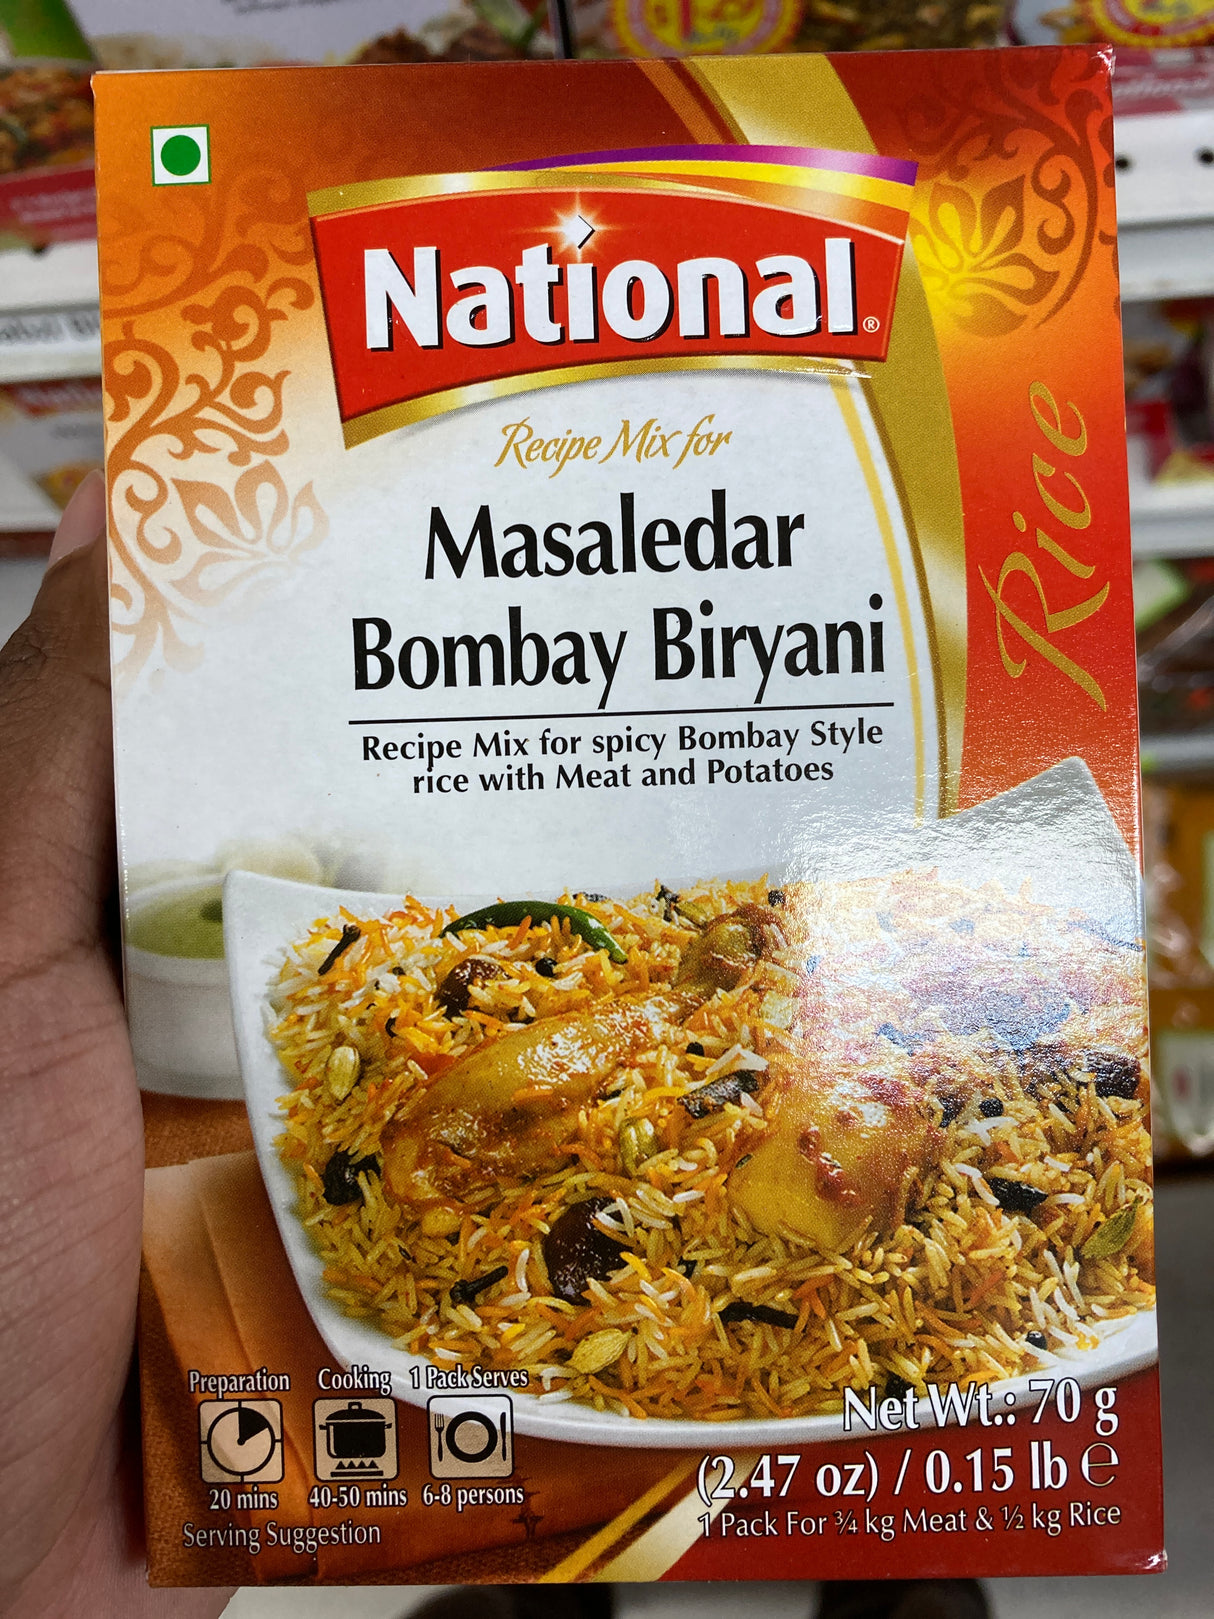 National®
Recipe Mix for
Masaledar
Bombay Biryani
Recipe Mix for spicy Bombay Style
rice with Meat and Potatoes
Rice
Preparation
Cooking
1 Pack Serves
20 mins
40-50 mins
6-8 persons
Serving Suggestion
Net Wt.: 70 g
(2.47 oz) / 0.15 lb ℮
1 Pack For ¾ kg Meat & ½ kg Rice